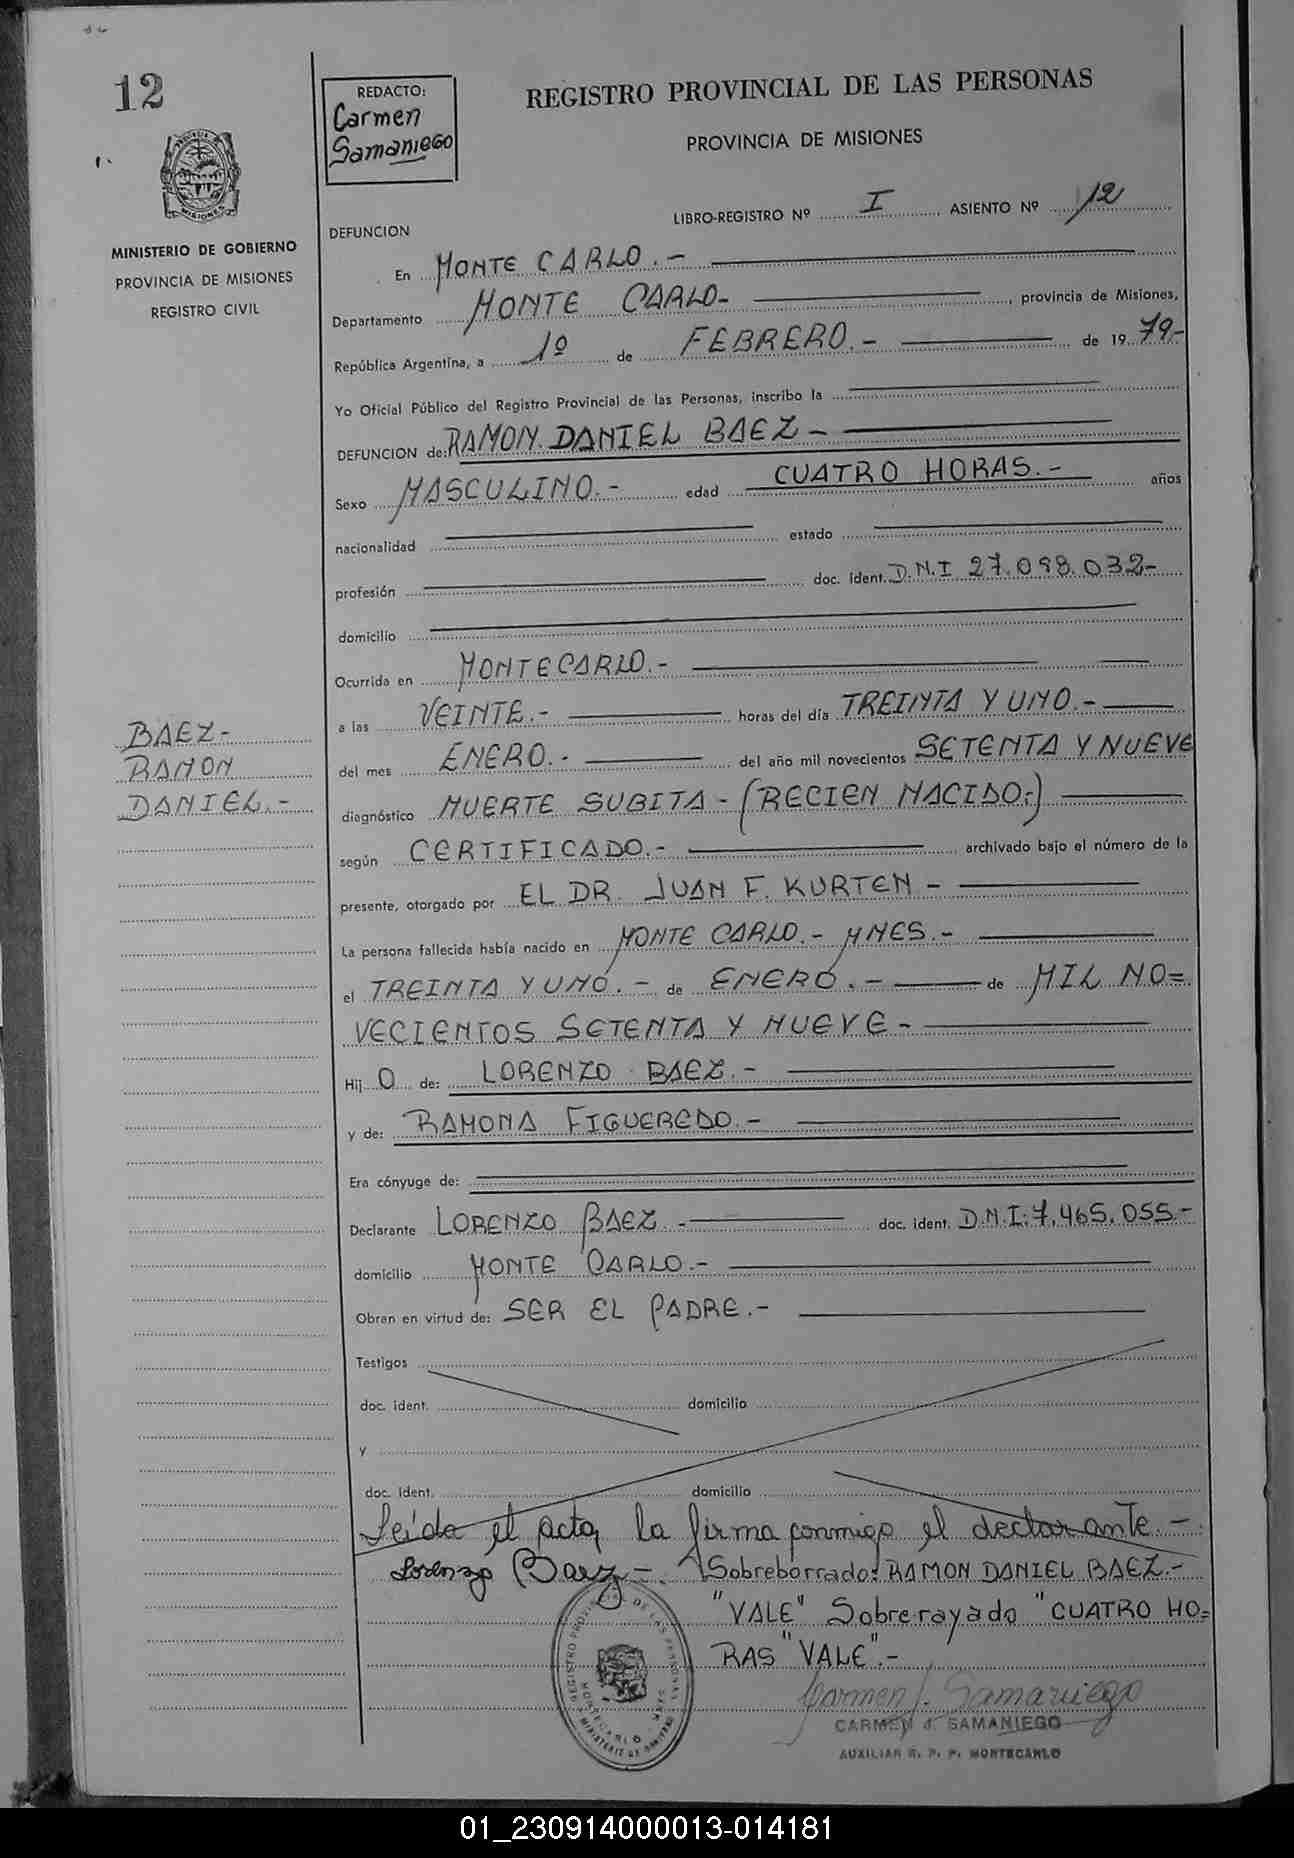 12
REDACTO:
Carmen
Samaniego
REGISTRO PROVINCIAL DE LAS PERSONAS
PROVINCIA DE MISIONES
MISIONES
MINISTERIO DE GOBIERNO
PROVINCIA DE MISIONES
REGISTRO CIVIL
LIBRO-REGISTRO Nº I ASIENTO Nº 12
DEFUNCION
En MONTE CARLO.-
Departamento MONTE CARLO- provincia de Misiones,
República Argentina, a 1º de FEBRERO.- de 1979-
Yo Oficial Público del Registro Provincial de las Personas, inscribo la
DEFUNCION de: RAMON DANIEL BAEZ-
Sexo MASCULINO.- edad CUATRO HORAS.- años
nacionalidad estado
profesión doc. ident. D.N.I 27.098.032-
domicilio
Ocurrida en MONTECARLO.-
a las VEINTE.- horas del día TREINTA Y UNO.-
del mes ENERO.- del año mil novecientos SETENTA Y NUEVE
diagnóstico MUERTE SUBITA-(RECIEN NACIDO.-)
según CERTIFICADO.- archivado bajo el número de la
presente, otorgado por EL DR. JUAN F. KURTEN-
La persona fallecida había nacido en MONTE CARLO.- MNES.-
el TREINTA Y UNO.- de ENERO.- de MIL NO=
VECIENTOS SETENTA Y NUEVE-
Hij O de: LORENZO BAEZ.-
y de: RAMONA FIGUEREDO.-
Era cónyuge de:
Declarante LORENZO BAEZ.- doc. ident. D.N.I:7.465.055-
domicilio MONTE CARLO.-
Obran en virtud de: SER EL PADRE.-
Testigos
doc. ident. domicilio
y
doc. ident. domicilio
BAEZ-
RAMON
DANIEL.-
Leída el acta, la firma conmigo el declarante.-
Lorenzo Baez-. Sobreborrado: RAMON DANIEL BAEZ.-
"VALE" Sobrerayado "CUATRO HO=
RAS "VALE".-
REGISTRO PROVINCIAL DE LAS PERSONAS
MONTECARLO
Carmen J. Samaniego
CARMEN J. SAMANIEGO
AUXILIAR R. P. P. MONTECARLO
01_230914000013-014181